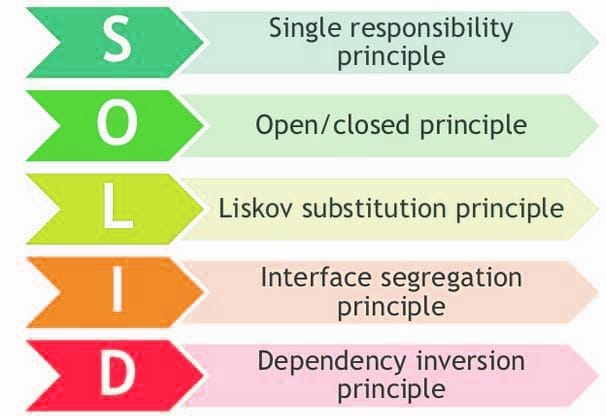 S
Single responsibility
principle
O
Open/closed principle
L
Liskov substitution principle
I
Interface segregation
principle
D
Dependency inversion
principle